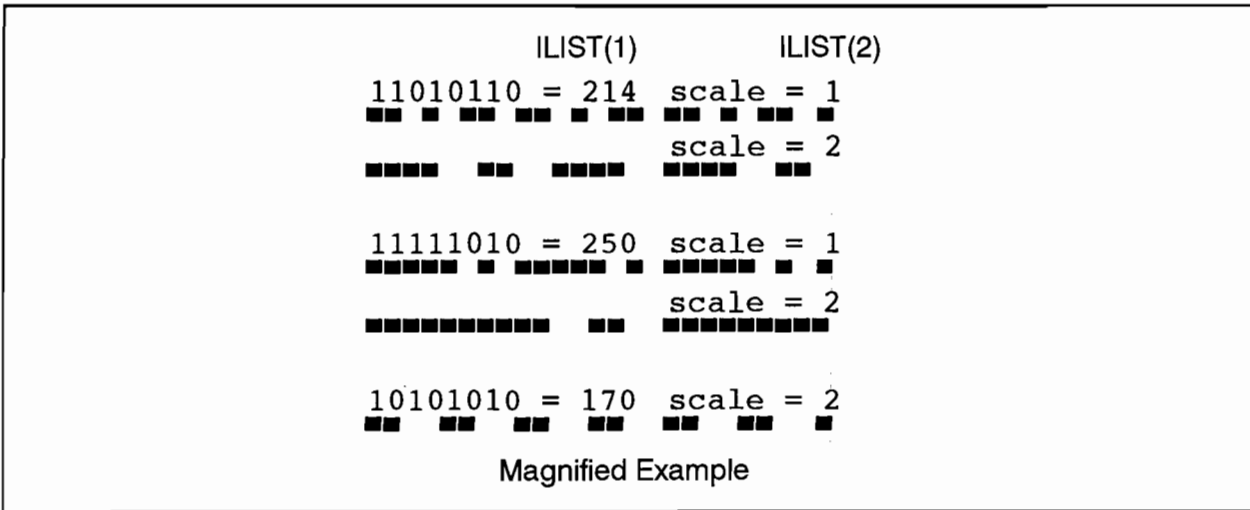 ILIST(1) ILIST(2)
11010110 = 214 scale = 1
scale = 2
11111010 = 250 scale = 1
scale = 2
10101010 = 170 scale = 2
Magnified Example